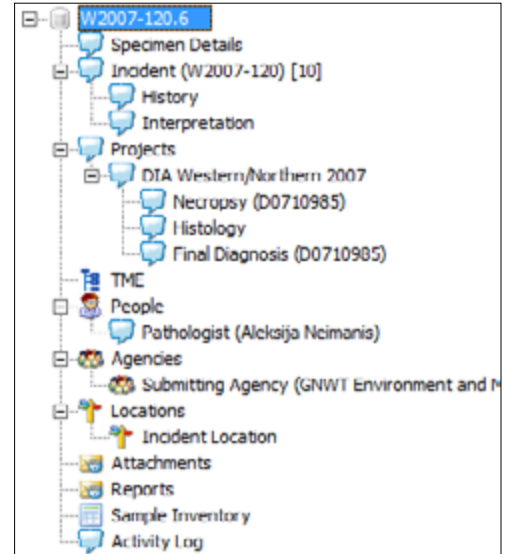 W2007-120.6
Specimen Details
Incident (W2007-120) [10]
History
Interpretation
Projects
DIA Western/Northern 2007
Necropsy (D0710985)
Histology
Final Diagnosis (D0710985)
TME
People
Pathologist (Aleksija Neimanis)
Agencies
Submitting Agency (GNWT Environment and
Locations
Incident Location
Attachments
Reports
Sample Inventory
Activity Log